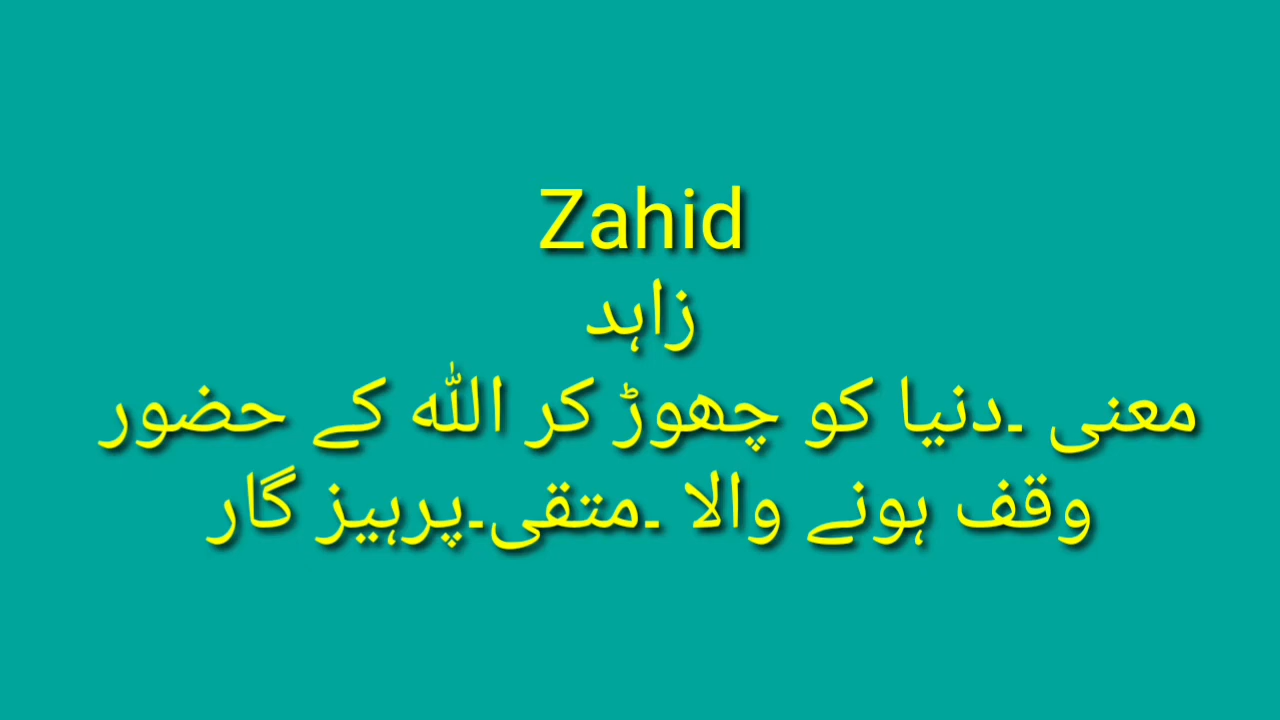 Zahid
زاہد
معنی ۔دنیا کو چھوڑ کر اللہ کے حضور
وقف ہونے والا ۔متقی۔پرہیز گار